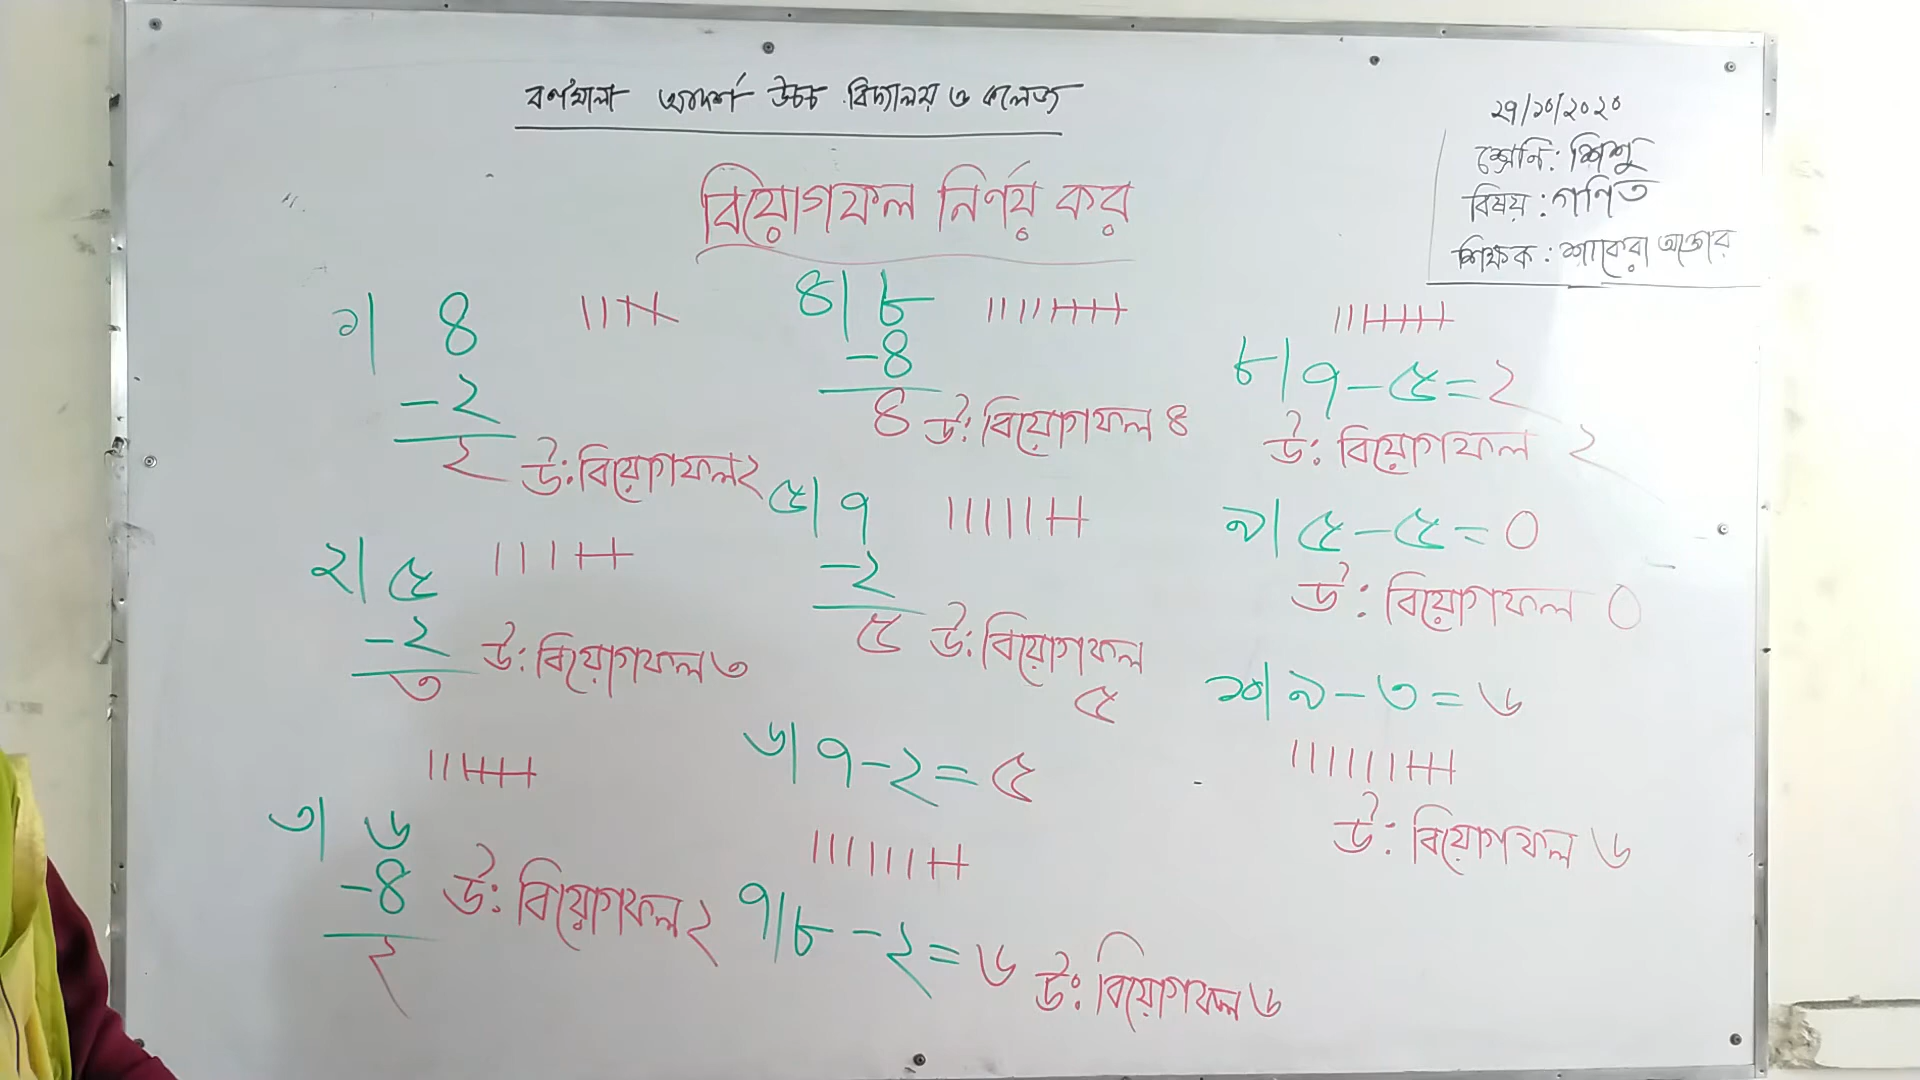 বর্ণমালা আদর্শ উচ্চ বিদ্যালয় ও কলেজ
২৭/১০/২০২০
শ্রেনি: শিশু
বিষয়: গণিত
শিক্ষক: শাকেরা আক্তার
বিয়োগফল নির্ণয় কর
১| ৪
-২
২ উ: বিয়োগফল ২
২| ৫
-২
৩ উ: বিয়োগফল ৩
৩| ৬
-৪
২ উ: বিয়োগফল ২
৪| ৮
-৪
৪ উ: বিয়োগফল ৪
৫| ৭
-২
৫ উ: বিয়োগফল
৫
৬| ৭-২=৫
৭| ৮-২=৬
উ: বিয়োগফল ৬
৮| ৭-৫=২
উ: বিয়োগফল ২
৯| ৫-৫=০
উ: বিয়োগফল ০
১০| ৯-৩=৬
উ: বিয়োগফল ৬